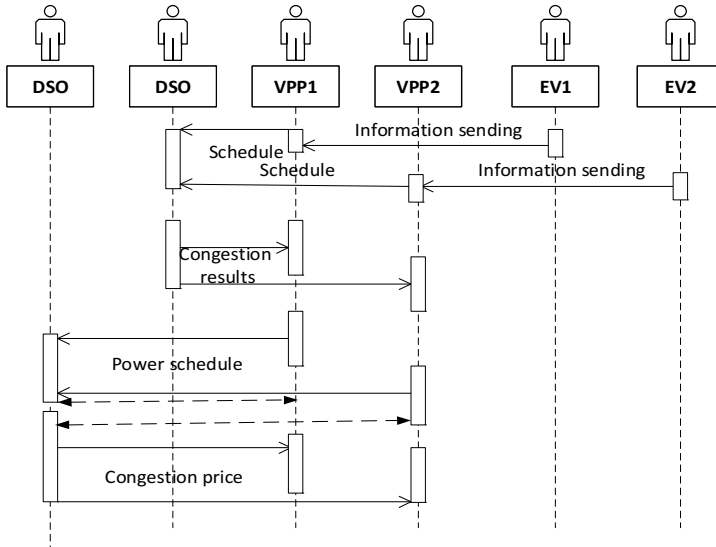 DSO
DSO
VPP1
VPP2
EV1
EV2
Information sending
Schedule
Schedule
Information sending
Congestion
results
Power schedule
Congestion price